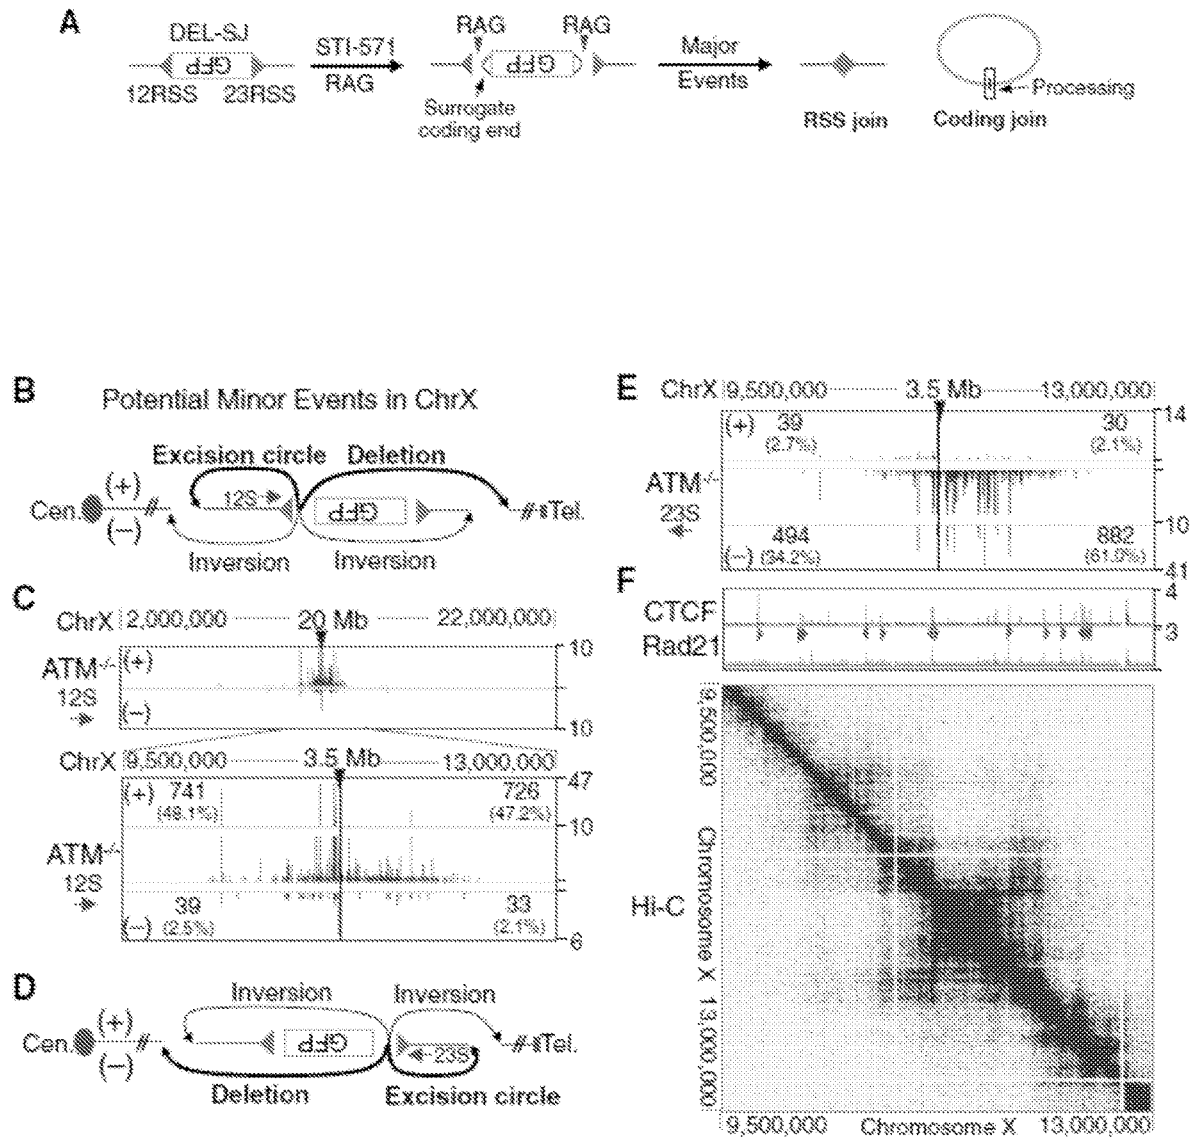 A
DEL-SJ
GFP
12RSS
23RSS
STI-571
RAG
RAG
RAG
GFP
Surrogate
coding end
Major
Events
RSS join
Processing
Coding join
B
Potential Minor Events in ChrX
Excision circle
Deletion
Cen.
(+)
(−)
12S
GFP
Tel.
Inversion
Inversion
C
ChrX
2,000,000
20 Mb
22,000,000
ATM-/-
12S
(+)
(−)
10
10
ChrX
9,500,000
3.5 Mb
13,000,000
(+)
741
(48.1%)
726
(47.2%)
47
10
ATM-/-
12S
39
(−)
(2.5%)
33
(2.1%)
6
D
Inversion
Inversion
Cen.
(+)
(−)
GFP
23S
Tel.
Deletion
Excision circle
E
ChrX
9,500,000
3.5 Mb
13,000,000
(+)
39
(2.7%)
30
(2.1%)
14
ATM-/-
23S
10
494
(−)
(34.2%)
882
(61.0%)
41
F
CTCF
Rad21
4
3
Hi-C
9,500,000
Chromosome X
13,000,000
9,500,000
Chromosome X
13,000,000